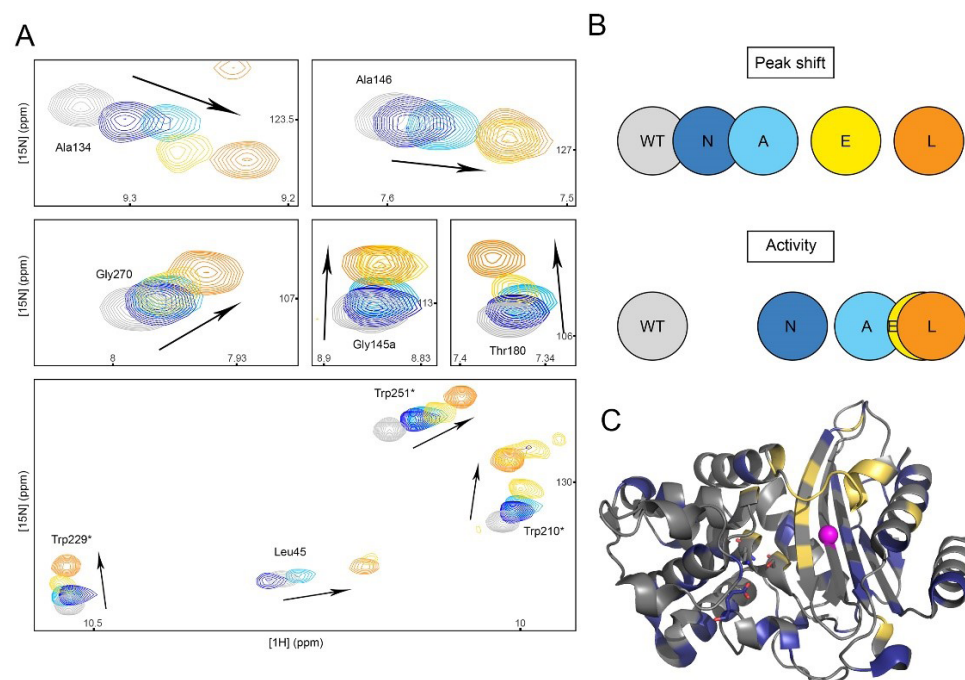 A
B
Peak shift
WT N A E L
Activity
WT N A E L
C
[15N] (ppm)
Ala134
123.5
9.3 9.2
Ala146
127
7.6 7.5
[15N] (ppm)
Gly270
107
8 7.93
113
Gly145a
8.9 8.83
Thr180
106
7.4 7.34
[15N] (ppm)
Trp251*
130
Trp210*
Trp229*
Leu45
10.5 10
[1H] (ppm)